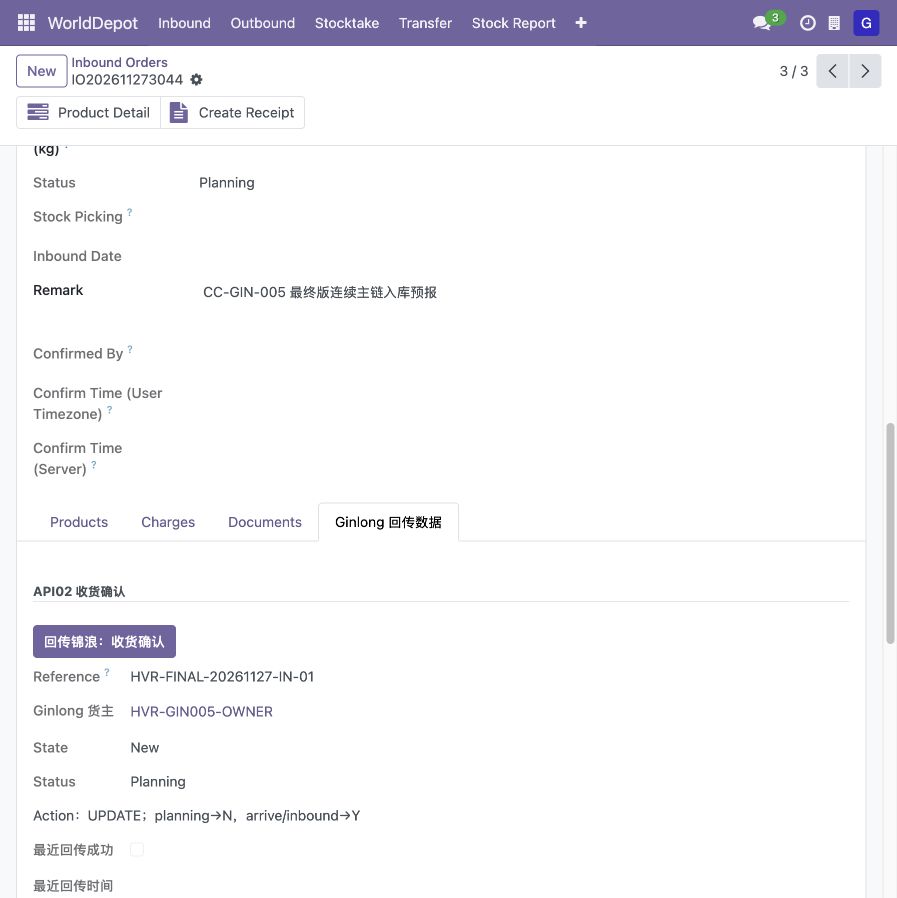 WorldDepot Inbound Outbound Stocktake Transfer Stock Report + 3 G
New Inbound Orders
IO202611273044
3 / 3
Product Detail Create Receipt
(kg) ?
Status Planning
Stock Picking ?
Inbound Date
Remark CC-GIN-005 最终版连续主链入库预报
Confirmed By ?
Confirm Time (User
Timezone) ?
Confirm Time
(Server) ?
Products Charges Documents Ginlong 回传数据
API02 收货确认
回传锦浪：收货确认
Reference ? HVR-FINAL-20261127-IN-01
Ginlong 货主 HVR-GIN005-OWNER
State New
Status Planning
Action：UPDATE；planning→N，arrive/inbound→Y
最近回传成功
最近回传时间